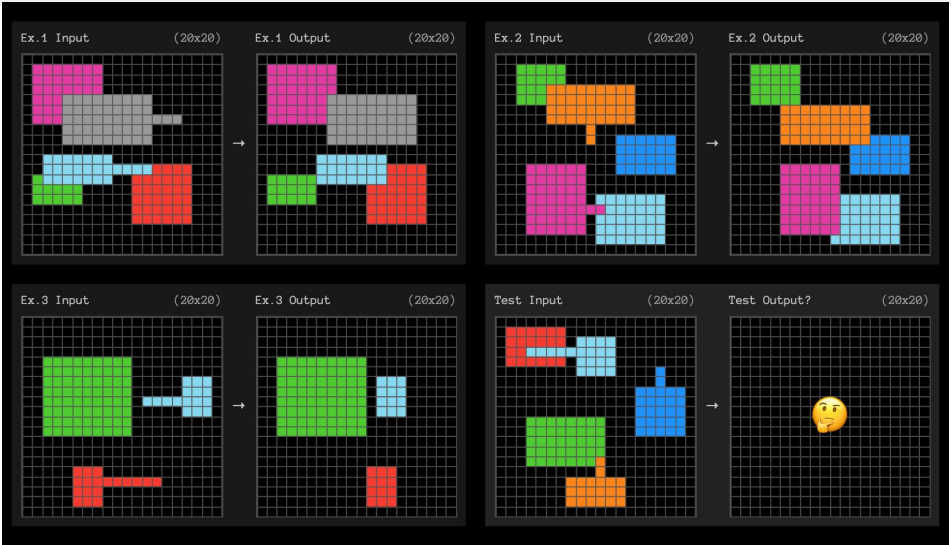 Ex.1 Input (20x20)
Ex.1 Output (20x20)
Ex.2 Input (20x20)
Ex.2 Output (20x20)
→
→
Ex.3 Input (20x20)
Ex.3 Output (20x20)
Test Input (20x20)
Test Output? (20x20)
→
→